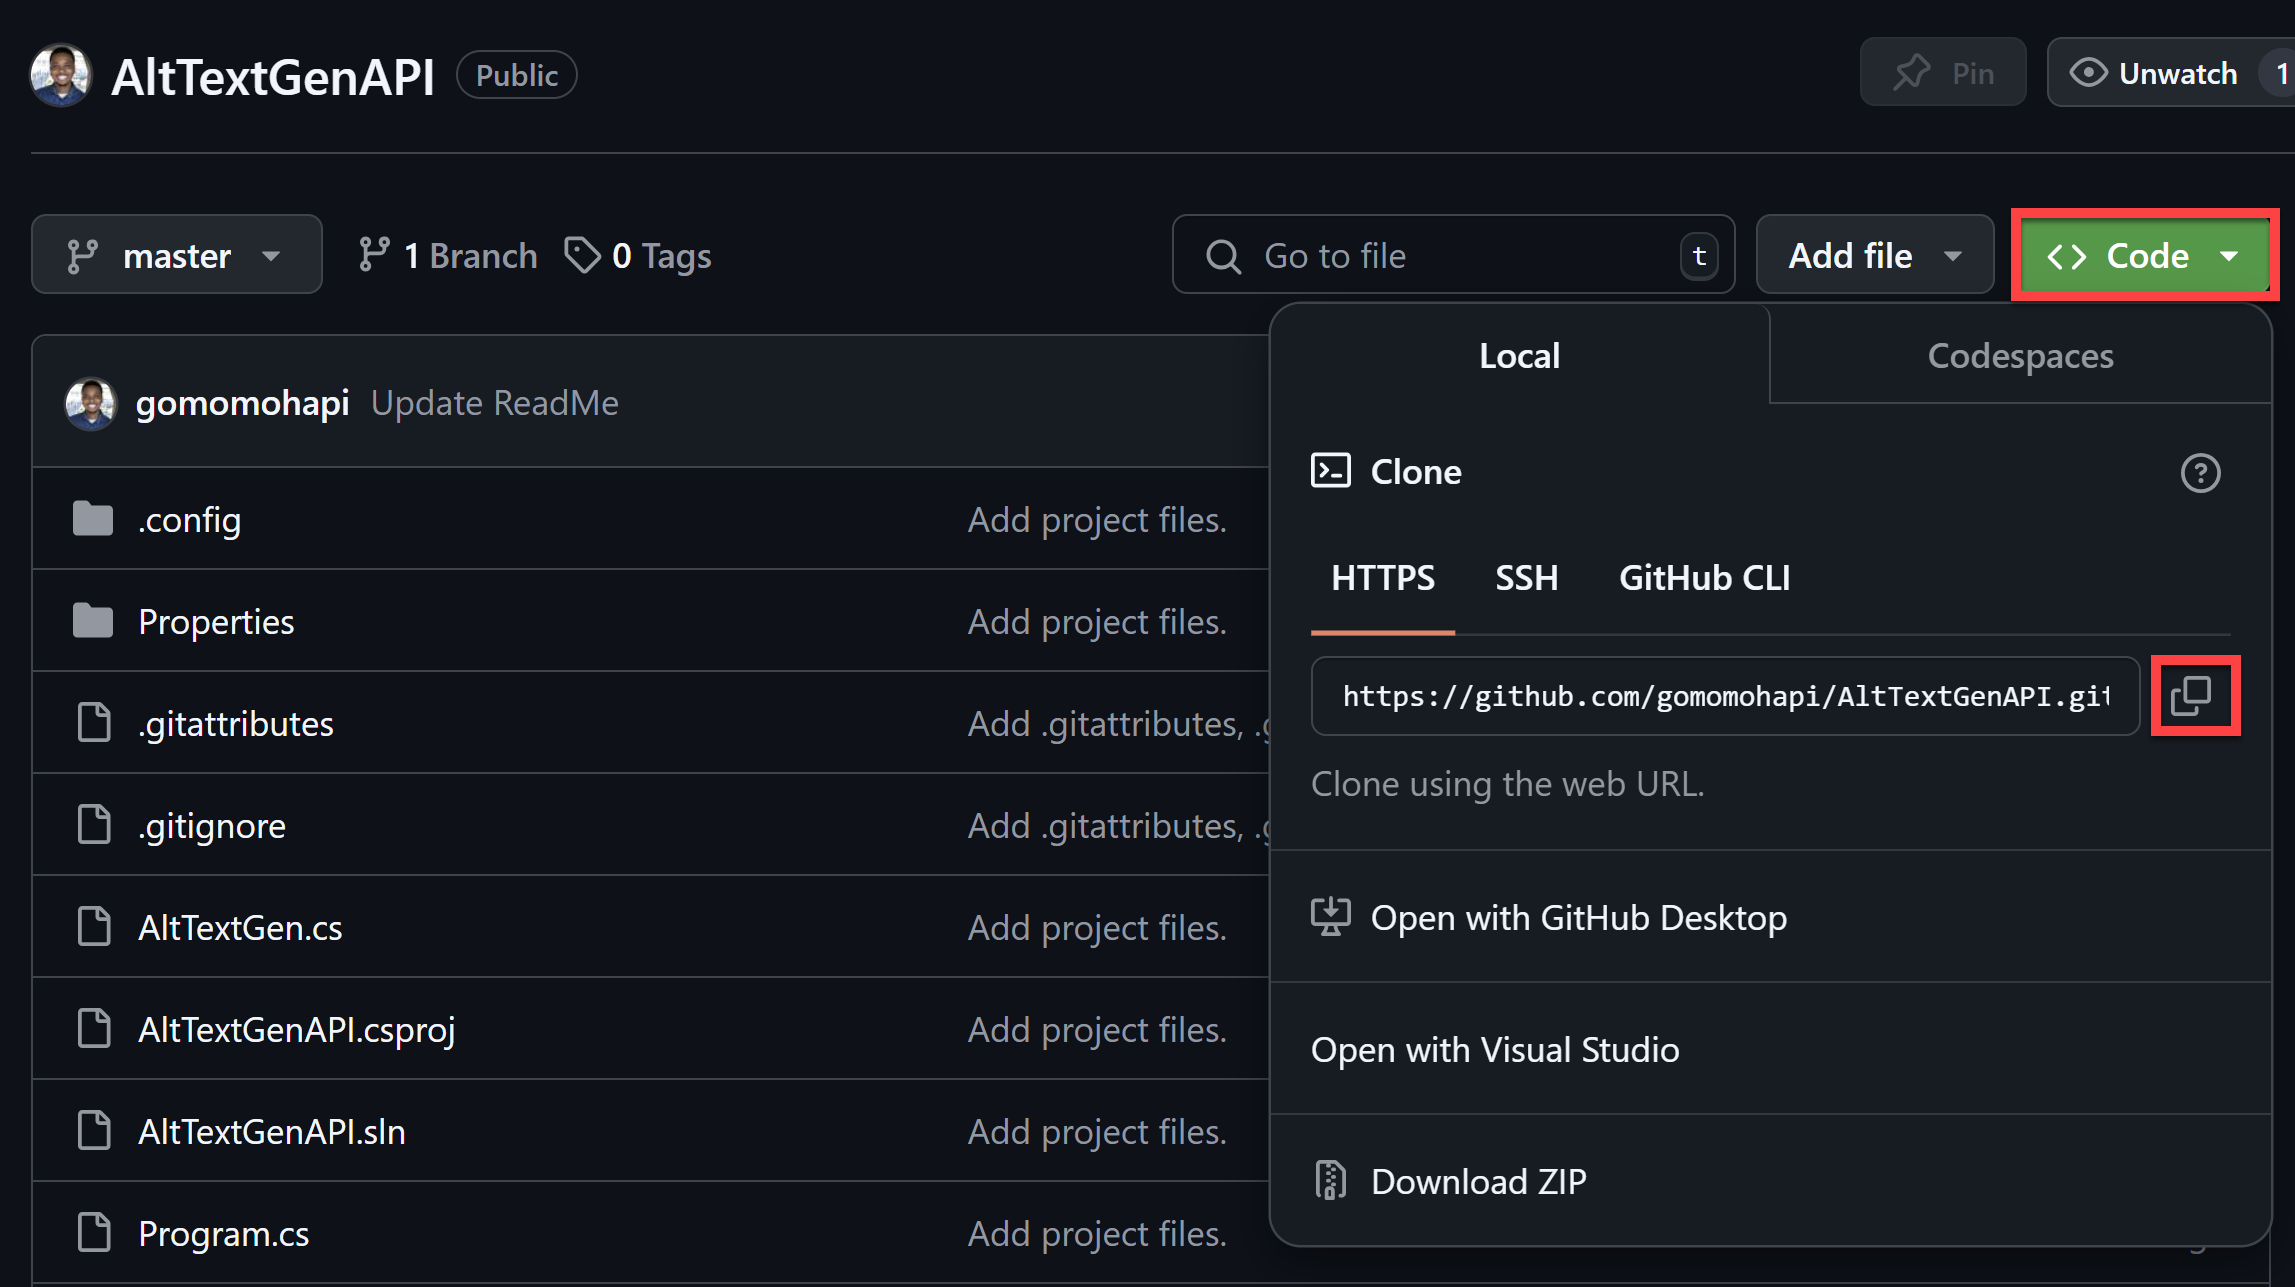 AltTextGenAPI Public
Pin
Unwatch 1
master
1 Branch
0 Tags
Go to file t
Add file
Code
gomomohapi Update ReadMe
.config Add project files.
Properties Add project files.
.gitattributes Add .gitattributes, .g
.gitignore Add .gitattributes, .g
AltTextGen.cs Add project files.
AltTextGenAPI.csproj Add project files.
AltTextGenAPI.sln Add project files.
Program.cs Add project files.
Local
Codespaces
Clone
HTTPS SSH GitHub CLI
https://github.com/gomomohapi/AltTextGenAPI.git
Clone using the web URL.
Open with GitHub Desktop
Open with Visual Studio
Download ZIP